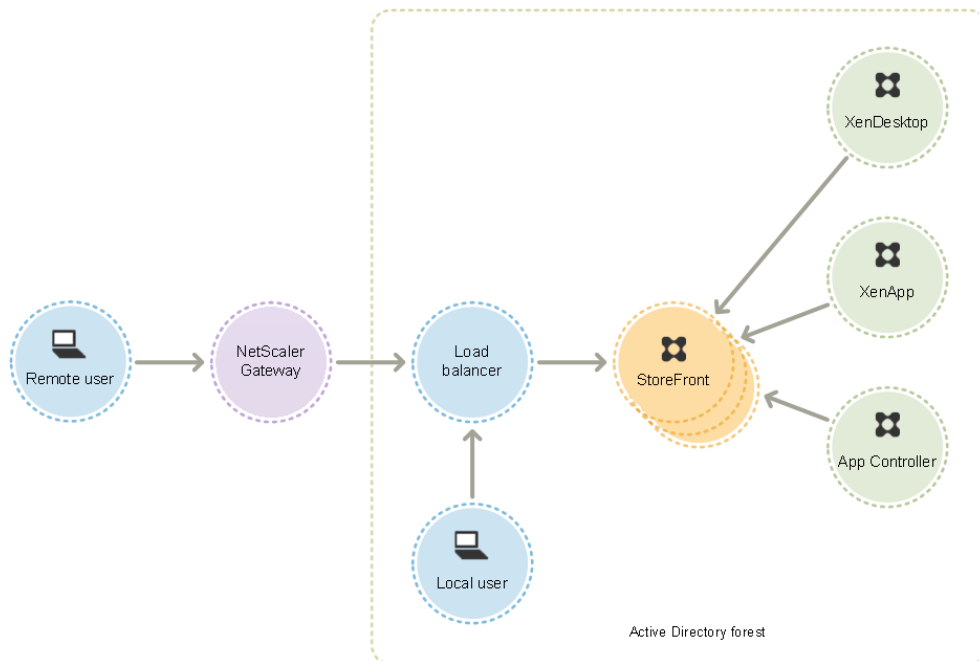 XenDesktop
XenApp
Remote user
NetScaler
Gateway
Load
balancer
StoreFront
App Controller
Local user
Active Directory forest